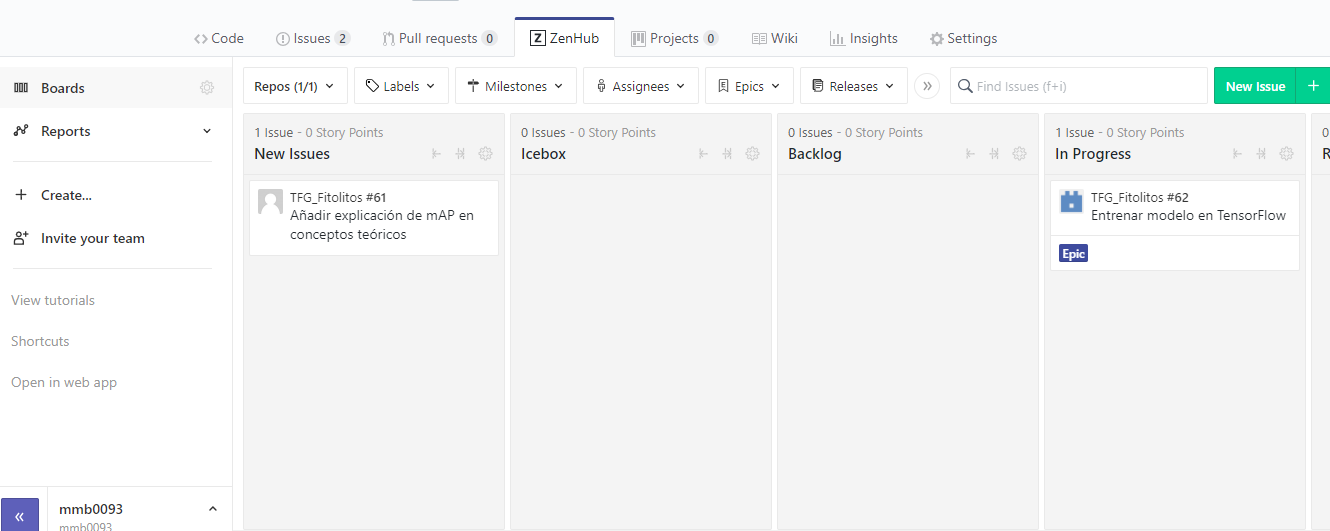 Code
Issues 2
Pull requests 0
Z ZenHub
Projects 0
Wiki
Insights
Settings
Boards
Reports
Create...
Invite your team
View tutorials
Shortcuts
Open in web app
«
mmb0093
mmb0093
Repos (1/1)
Labels
Milestones
Assignees
Epics
Releases
»
Find Issues (f+i)
New Issue
+
1 Issue - 0 Story Points
New Issues
TFG_Fitolitos #61
Añadir explicación de mAP en
conceptos teóricos
0 Issues - 0 Story Points
Icebox
0 Issues - 0 Story Points
Backlog
1 Issue - 0 Story Points
In Progress
TFG_Fitolitos #62
Entrenar modelo en TensorFlow
Epic
0
R